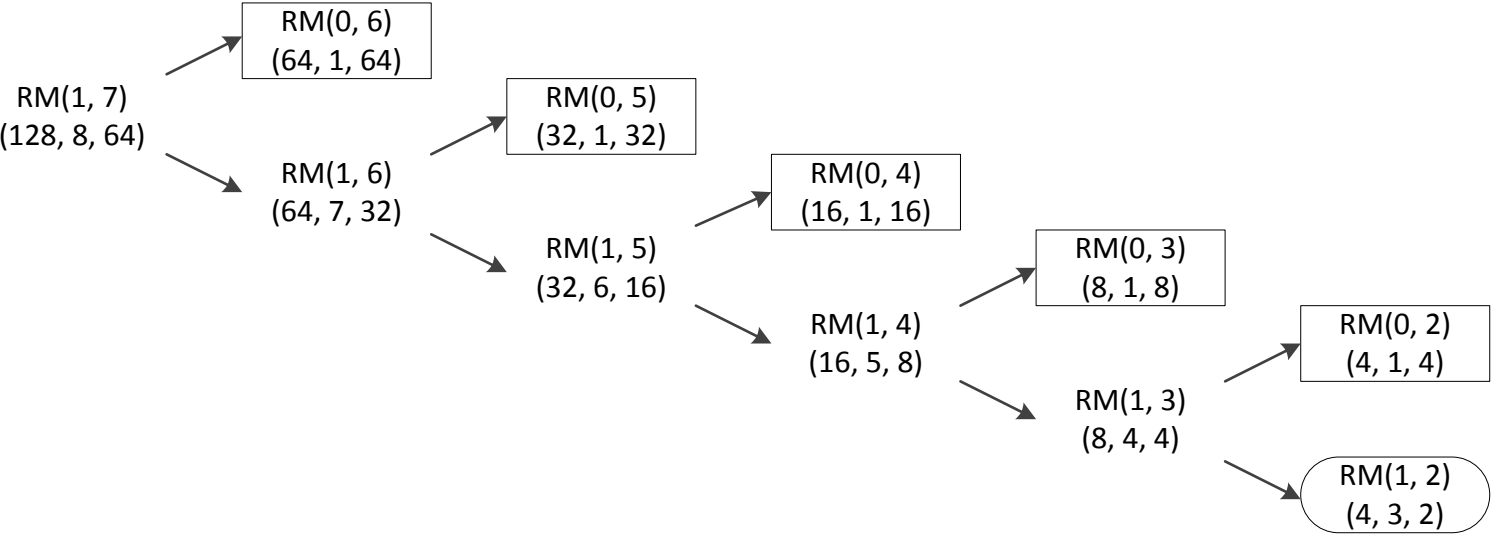 RM(0, 6)
(64, 1, 64)
RM(1, 7)
(128, 8, 64)
RM(0, 5)
(32, 1, 32)
RM(1, 6)
(64, 7, 32)
RM(0, 4)
(16, 1, 16)
RM(1, 5)
(32, 6, 16)
RM(0, 3)
(8, 1, 8)
RM(1, 4)
(16, 5, 8)
RM(0, 2)
(4, 1, 4)
RM(1, 3)
(8, 4, 4)
RM(1, 2)
(4, 3, 2)